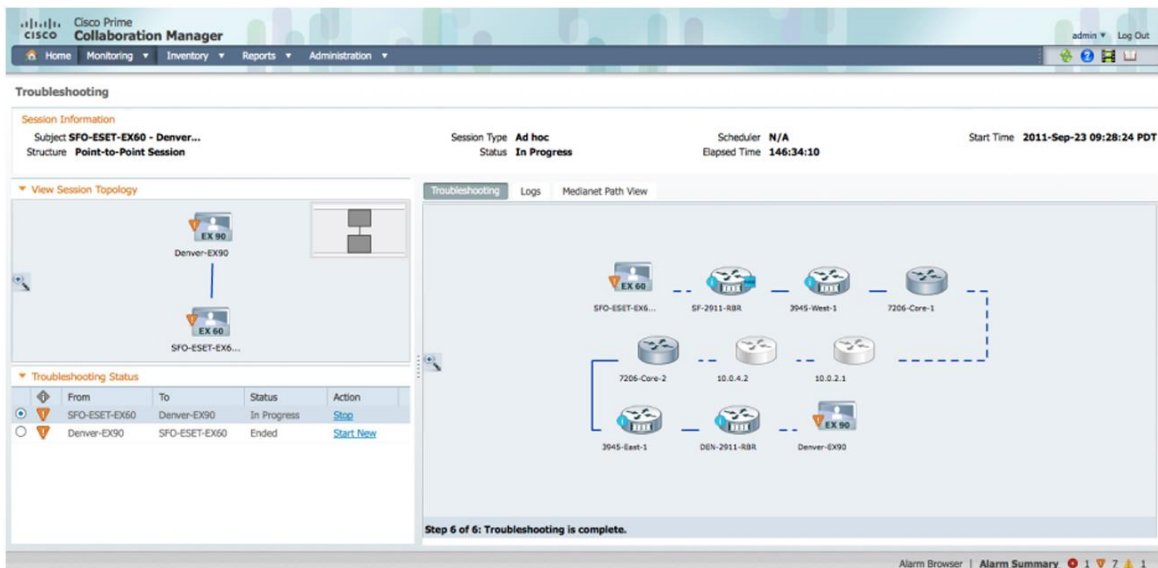 Cisco Prime
CISCO Collaboration Manager
admin Log Out
Home Monitoring Inventory Reports Administration
Troubleshooting
Session Information
Subject SFO-ESET-EX60 - Denver...
Structure Point-to-Point Session
Session Type Ad hoc
Status In Progress
Scheduler N/A
Elapsed Time 146:34:10
Start Time 2011-Sep-23 09:28:24 PDT
View Session Topology
EX 90
Denver-EX90
EX 60
SFO-ESET-EX6...
Troubleshooting Status
From To Status Action
SFO-ESET-EX60 Denver-EX90 In Progress Stop
Denver-EX90 SFO-ESET-EX60 Ended Start New
Troubleshooting Logs Medianet Path View
EX 60
SFO-ESET-EX6... SF-2911-RBR 3945-West-1 7206-Core-1
7206-Core-2 10.0.4.2 10.0.2.1
EX 90
3945-East-1 DEN-2911-RBR Denver-EX90
Step 6 of 6: Troubleshooting is complete.
Alarm Browser | Alarm Summary 1 7 1